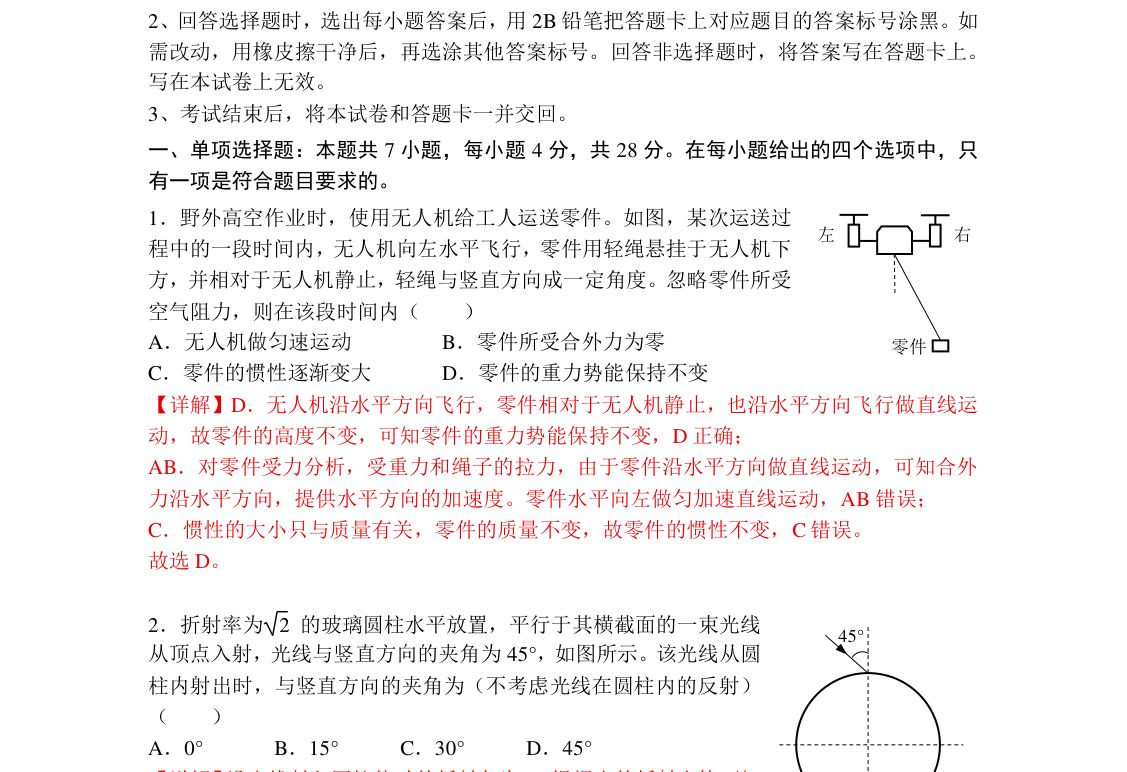 2、回答选择题时，选出每小题答案后，用 2B 铅笔把答题卡上对应题目的答案标号涂黑。如
需改动，用橡皮擦干净后，再选涂其他答案标号。回答非选择题时，将答案写在答题卡上。
写在本试卷上无效。
3、考试结束后，将本试卷和答题卡一并交回。
一、单项选择题：本题共 7 小题，每小题 4 分，共 28 分。在每小题给出的四个选项中，只
有一项是符合题目要求的。
1．野外高空作业时，使用无人机给工人运送零件。如图，某次运送过
程中的一段时间内，无人机向左水平飞行，零件用轻绳悬挂于无人机下
方，并相对于无人机静止，轻绳与竖直方向成一定角度。忽略零件所受
空气阻力，则在该段时间内（　　）
左 右
零件
A．无人机做匀速运动 B．零件所受合外力为零
C．零件的惯性逐渐变大 D．零件的重力势能保持不变
【详解】D．无人机沿水平方向飞行，零件相对于无人机静止，也沿水平方向飞行做直线运
动，故零件的高度不变，可知零件的重力势能保持不变，D 正确；
AB．对零件受力分析，受重力和绳子的拉力，由于零件沿水平方向做直线运动，可知合外
力沿水平方向，提供水平方向的加速度。零件水平向左做匀加速直线运动，AB 错误；
C．惯性的大小只与质量有关，零件的质量不变，故零件的惯性不变，C 错误。
故选 D。
2．折射率为√2 的玻璃圆柱水平放置，平行于其横截面的一束光线
从顶点入射，光线与竖直方向的夹角为 45°，如图所示。该光线从圆
柱内射出时，与竖直方向的夹角为（不考虑光线在圆柱内的反射）
（　　）
45°
A．0° B．15° C．30° D．45°